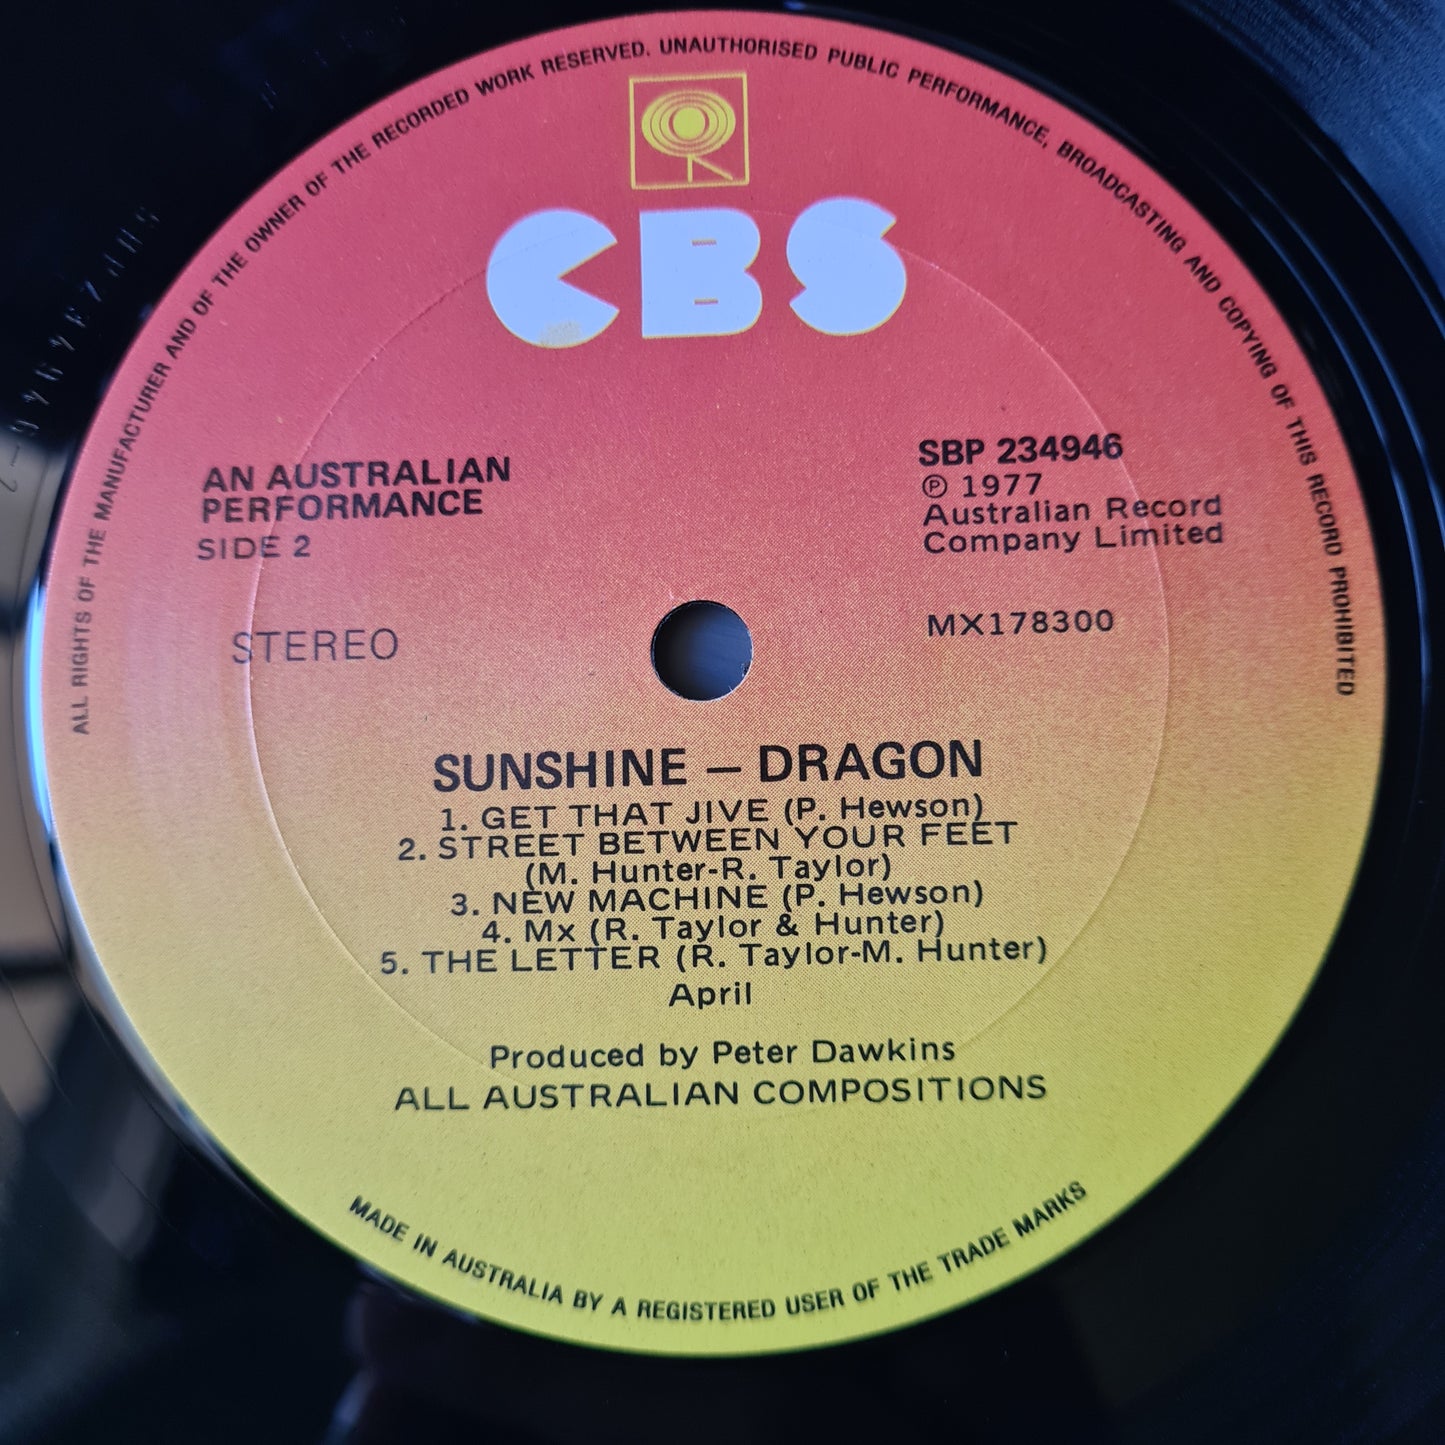 ALL RIGHTS OF THE MANUFACTURER AND OF THE OWNER OF THE RECORDED WORK RESERVED. UNAUTHORISED PUBLIC PERFORMANCE, BROADCASTING AND COPYING OF THIS RECORD PROHIBITED
CBS
AN AUSTRALIAN
PERFORMANCE
SIDE 2
STEREO
SBP 234946
℗ 1977
Australian Record
Company Limited
MX178300
SUNSHINE — DRAGON
1. GET THAT JIVE (P. Hewson)
2. STREET BETWEEN YOUR FEET
(M. Hunter-R. Taylor)
3. NEW MACHINE (P. Hewson)
4. Mx (R. Taylor & Hunter)
5. THE LETTER (R. Taylor-M. Hunter)
April
Produced by Peter Dawkins
ALL AUSTRALIAN COMPOSITIONS
MADE IN AUSTRALIA BY A REGISTERED USER OF THE TRADE MARKS